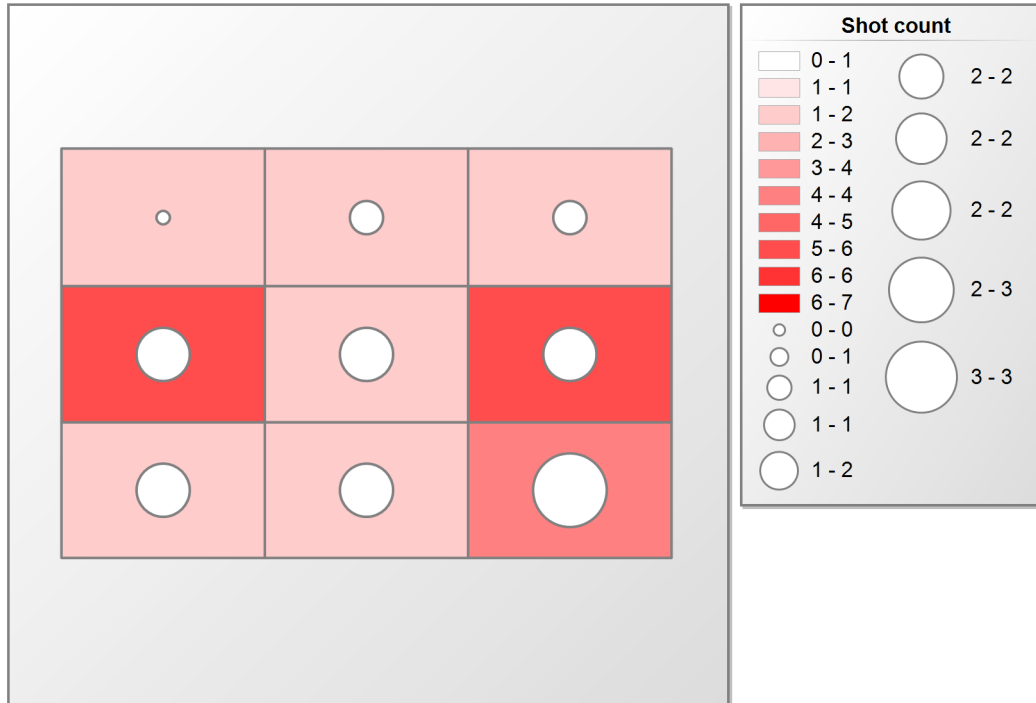 Shot count
0 - 1
1 - 1
1 - 2
2 - 3
3 - 4
4 - 4
4 - 5
5 - 6
6 - 6
6 - 7
0 - 0
0 - 1
1 - 1
1 - 1
1 - 2
2 - 2
2 - 2
2 - 2
2 - 3
3 - 3